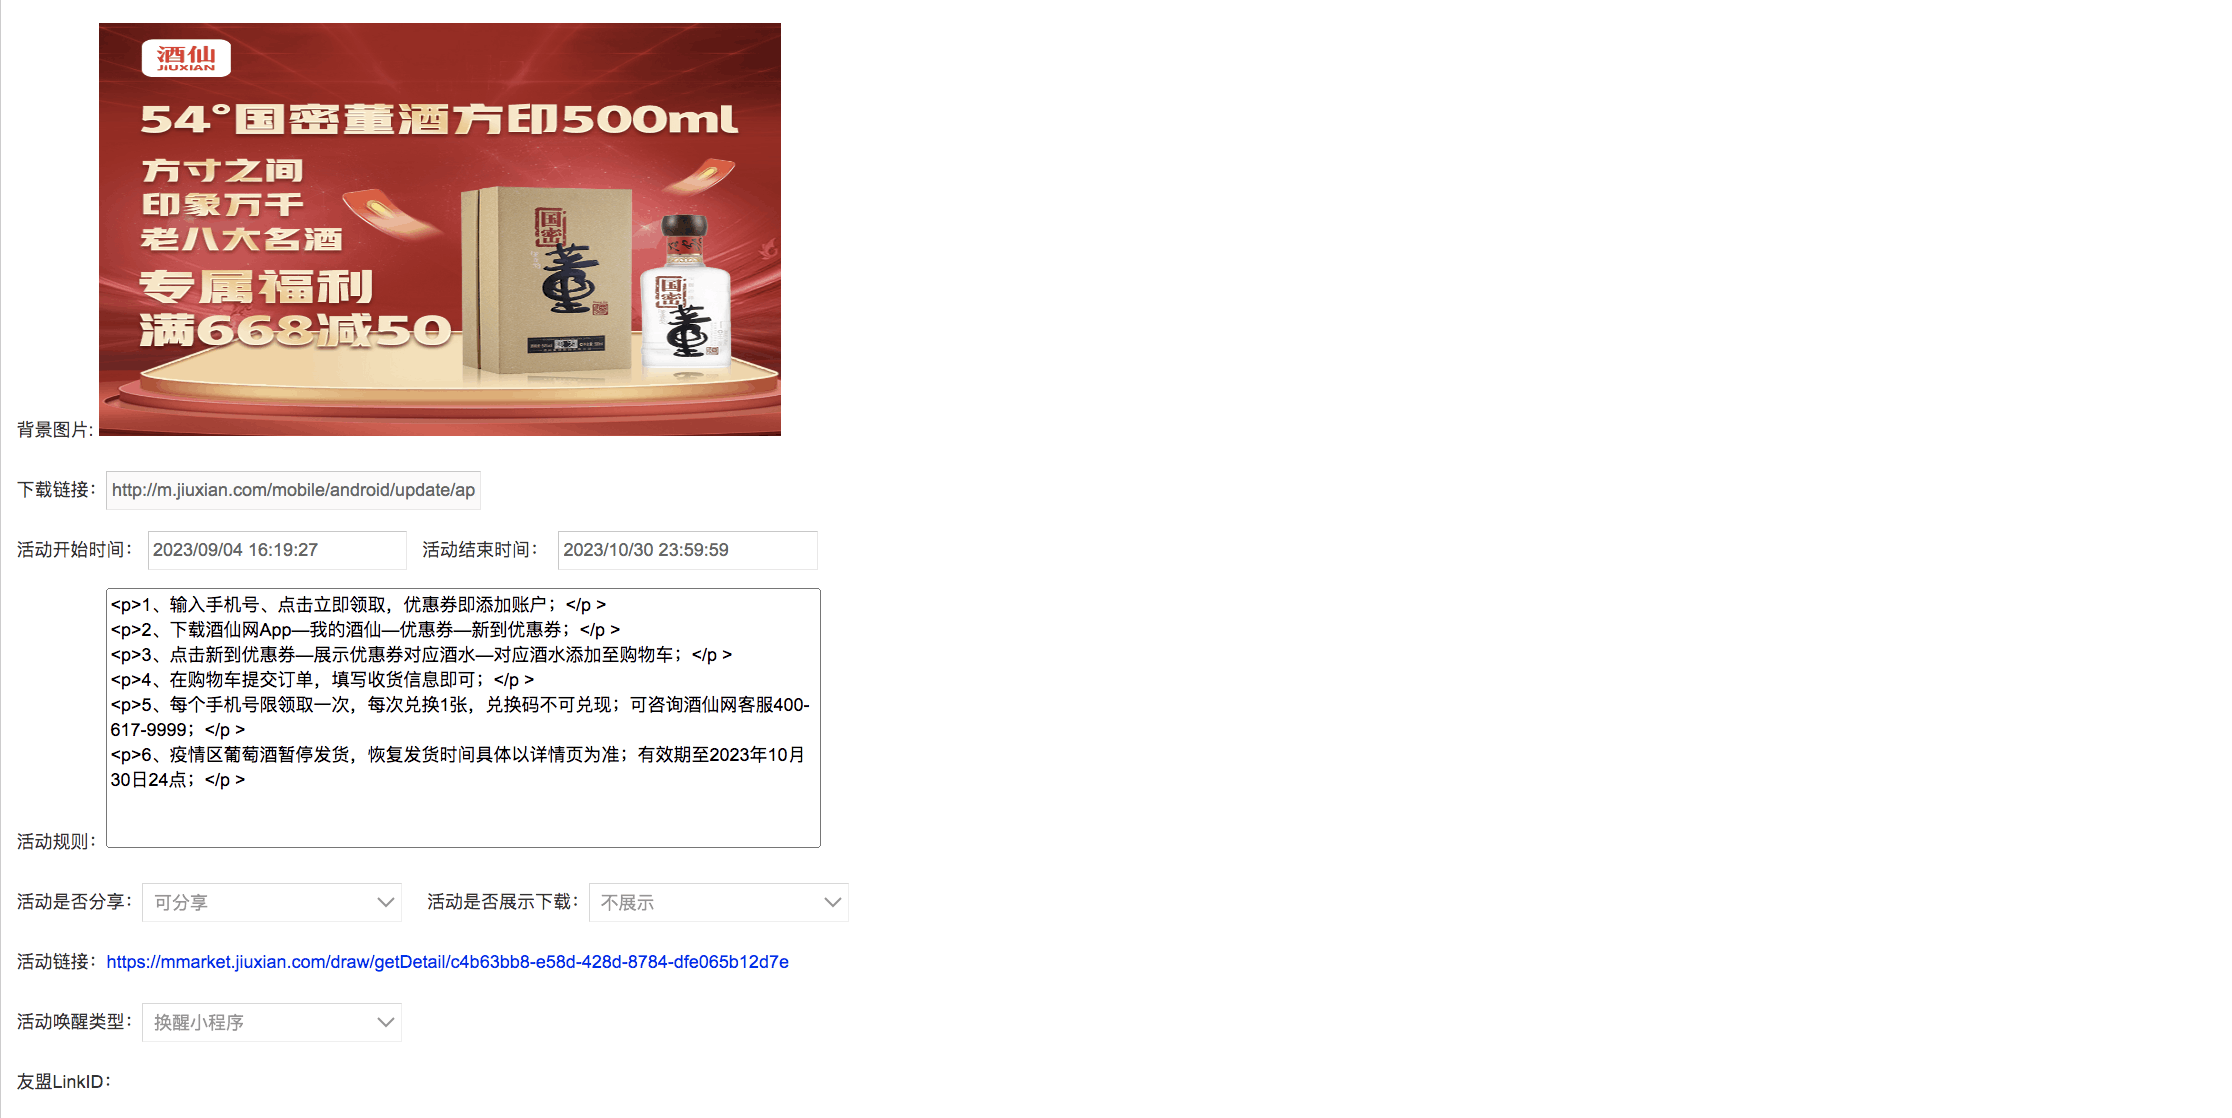 酒仙
JIUXIAN
54°国密董酒方印500ml
方寸之间
印象万千
老八大名酒
专属福利
满668减50
国密
董
国密
董
背景图片:
下载链接： http://m.jiuxian.com/mobile/android/update/ap
活动开始时间： 2023/09/04 16:19:27 活动结束时间： 2023/10/30 23:59:59
<p>1、输入手机号、点击立即领取，优惠券即添加账户；</p >
<p>2、下载酒仙网App—我的酒仙—优惠券—新到优惠券；</p >
<p>3、点击新到优惠券—展示优惠券对应酒水—对应酒水添加至购物车；</p >
<p>4、在购物车提交订单，填写收货信息即可；</p >
<p>5、每个手机号限领取一次，每次兑换1张，兑换码不可兑现；可咨询酒仙网客服400-
617-9999；</p >
<p>6、疫情区葡萄酒暂停发货，恢复发货时间具体以详情页为准；有效期至2023年10月
30日24点；</p >
活动规则：
活动是否分享： 可分享 活动是否展示下载： 不展示
活动链接： https://mmarket.jiuxian.com/draw/getDetail/c4b63bb8-e58d-428d-8784-dfe065b12d7e
活动唤醒类型： 换醒小程序
友盟LinkID：